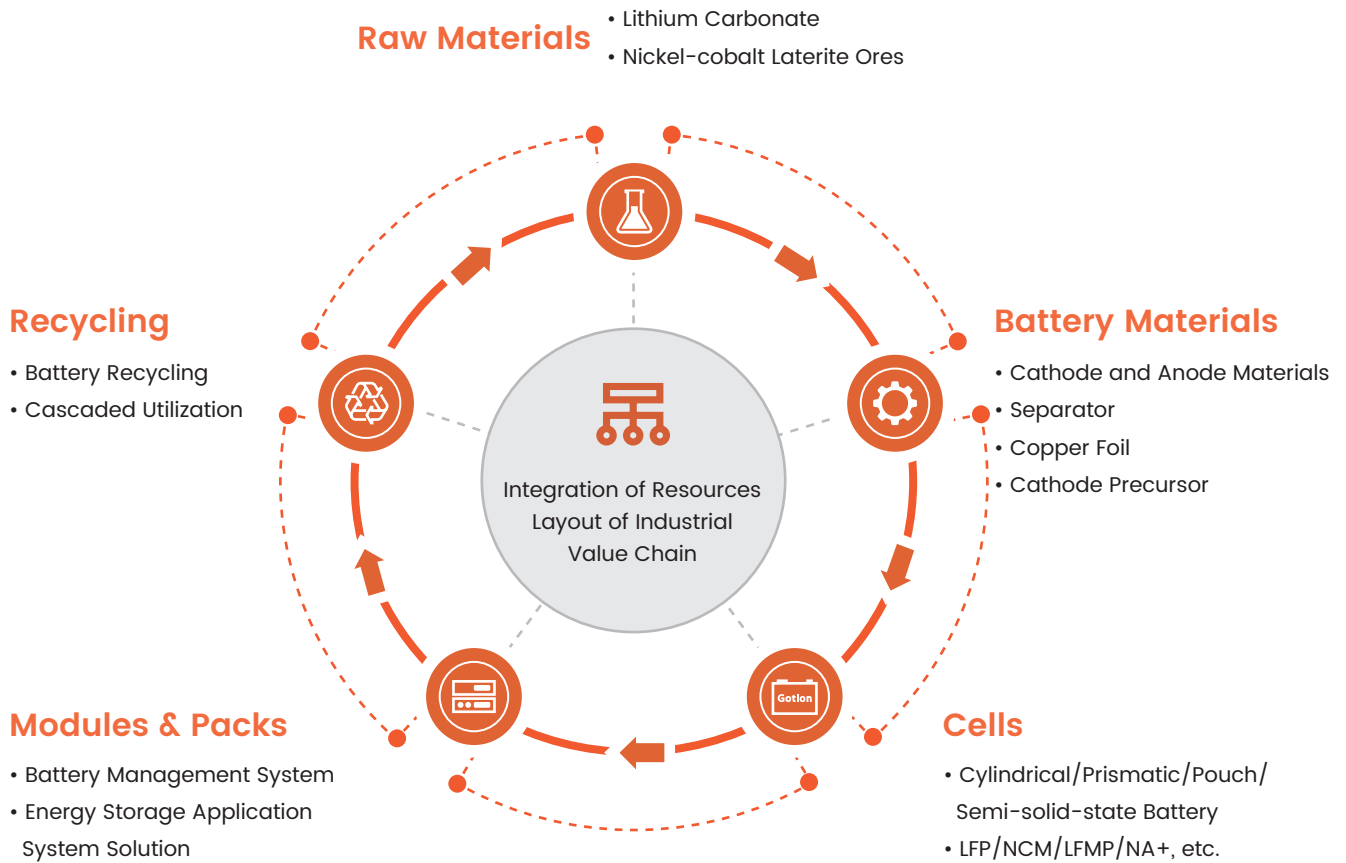 Raw Materials
• Lithium Carbonate
• Nickel-cobalt Laterite Ores
Recycling
• Battery Recycling
• Cascaded Utilization
Battery Materials
• Cathode and Anode Materials
• Separator
• Copper Foil
• Cathode Precursor
Integration of Resources
Layout of Industrial
Value Chain
Gotion
Modules & Packs
• Battery Management System
• Energy Storage Application
System Solution
Cells
• Cylindrical/Prismatic/Pouch/
Semi-solid-state Battery
• LFP/NCM/LFMP/NA+, etc.